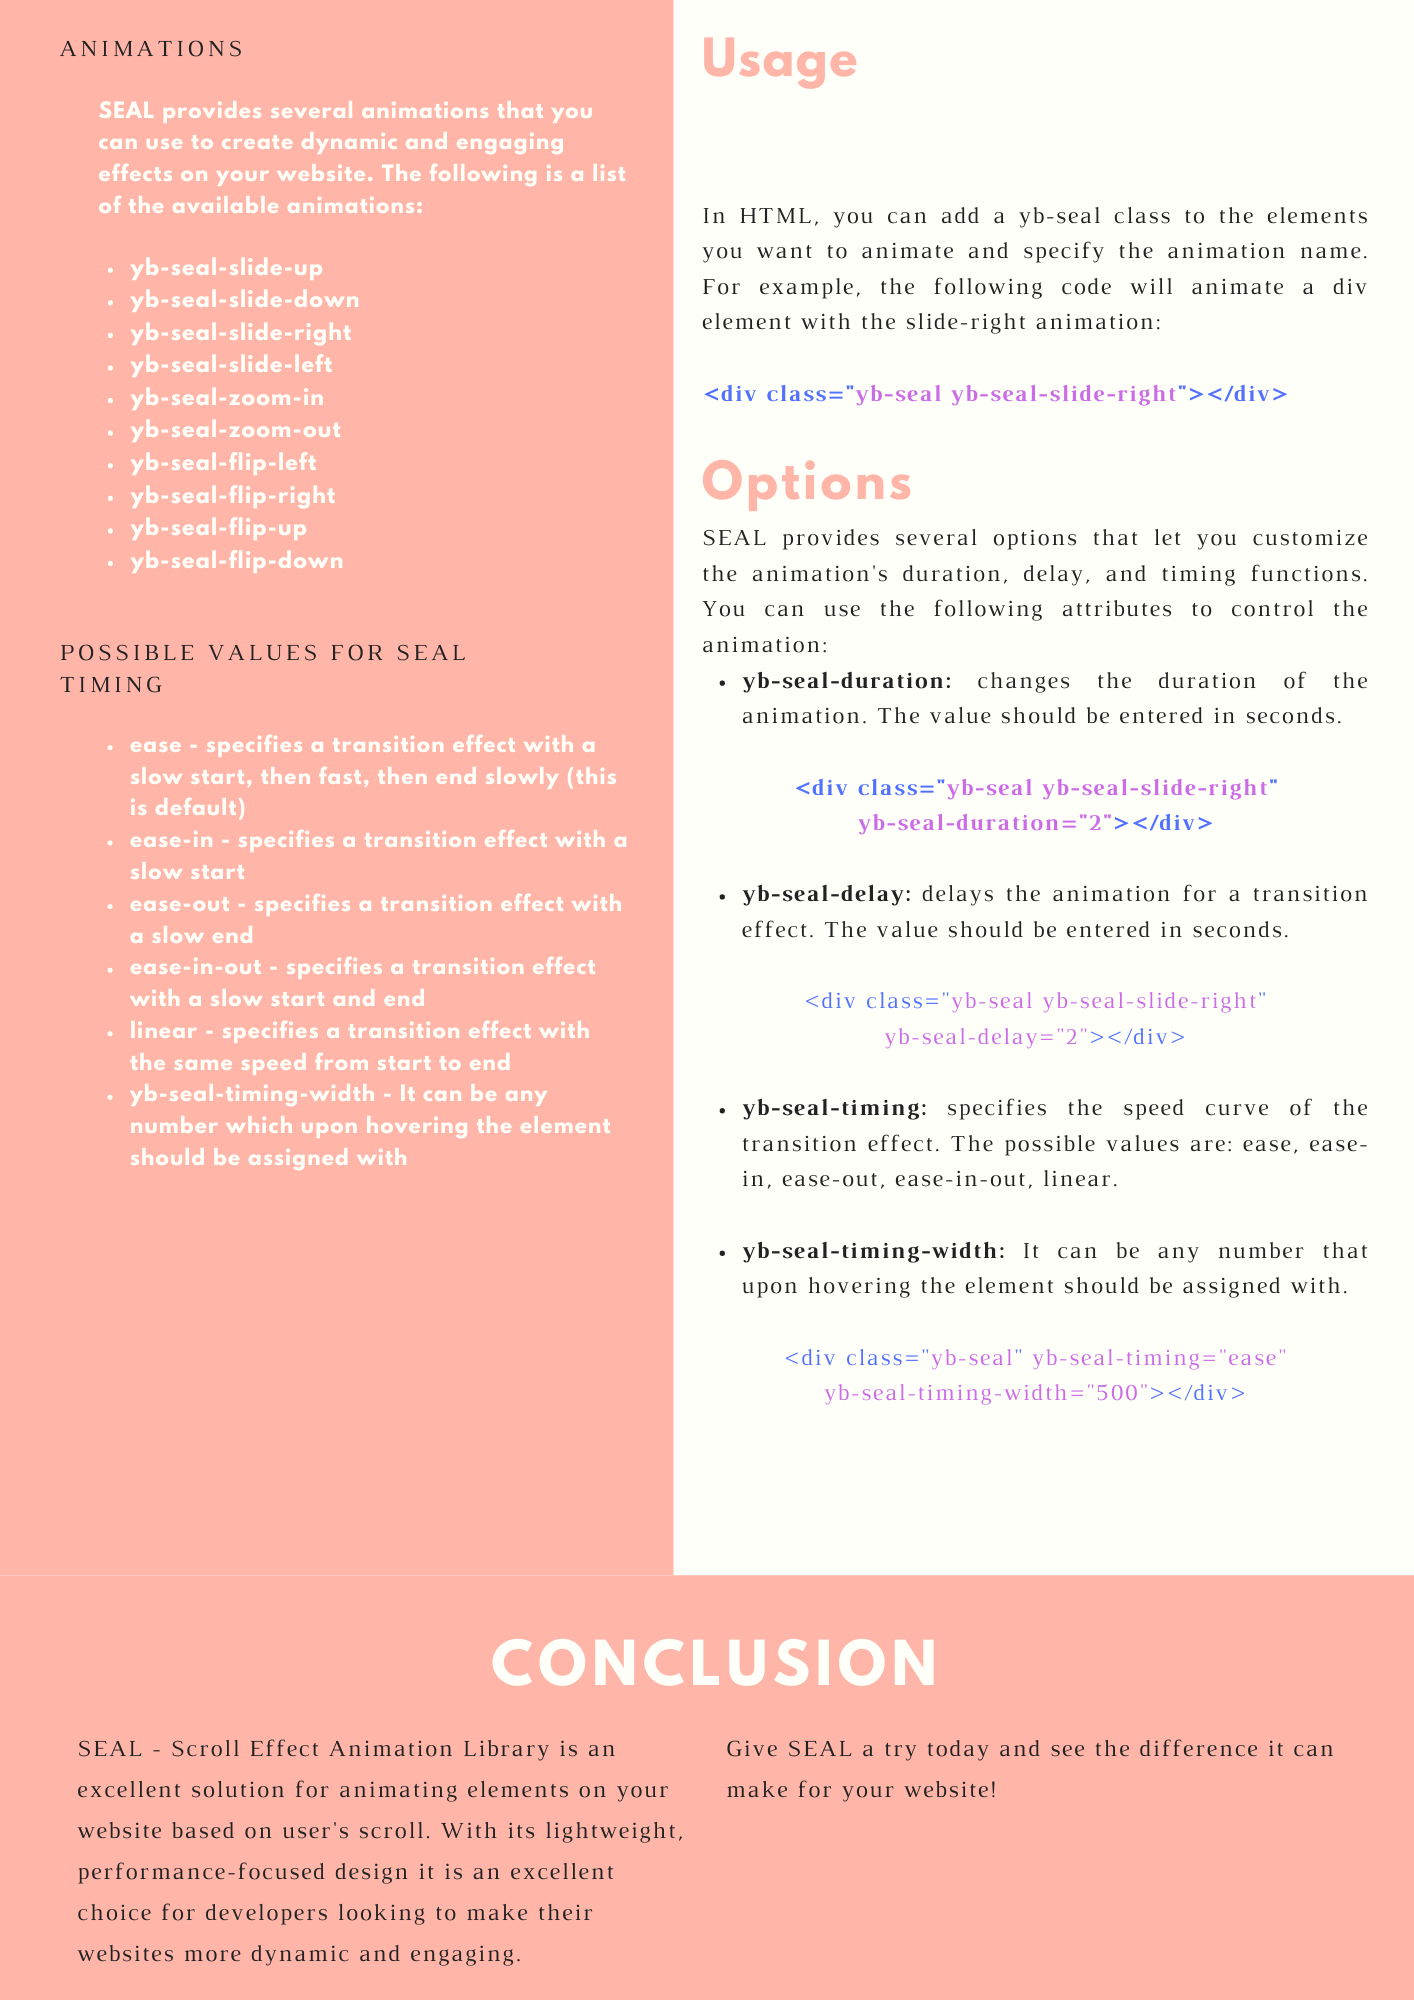 ANIMATIONS
SEAL provides several animations that you
can use to create dynamic and engaging
effects on your website. The following is a list
of the available animations:
• yb-seal-slide-up
• yb-seal-slide-down
• yb-seal-slide-right
• yb-seal-slide-left
• yb-seal-zoom-in
• yb-seal-zoom-out
• yb-seal-flip-left
• yb-seal-flip-right
• yb-seal-flip-up
• yb-seal-flip-down
POSSIBLE VALUES FOR SEAL
TIMING
• ease - specifies a transition effect with a
slow start, then fast, then end slowly (this
is default)
• ease-in - specifies a transition effect with a
slow start
• ease-out - specifies a transition effect with
a slow end
• ease-in-out - specifies a transition effect
with a slow start and end
• linear - specifies a transition effect with
the same speed from start to end
• yb-seal-timing-width - It can be any
number which upon hovering the element
should be assigned with
Usage
In HTML, you can add a yb-seal class to the elements
you want to animate and specify the animation name.
For example, the following code will animate a div
element with the slide-right animation:
<div class="yb-seal yb-seal-slide-right"></div>
Options
SEAL provides several options that let you customize
the animation's duration, delay, and timing functions.
You can use the following attributes to control the
animation:
• yb-seal-duration: changes the duration of the
animation. The value should be entered in seconds.
<div class="yb-seal yb-seal-slide-right"
yb-seal-duration="2"></div>
• yb-seal-delay: delays the animation for a transition
effect. The value should be entered in seconds.
<div class="yb-seal yb-seal-slide-right"
yb-seal-delay="2"></div>
• yb-seal-timing: specifies the speed curve of the
transition effect. The possible values are: ease, ease-
in, ease-out, ease-in-out, linear.
• yb-seal-timing-width: It can be any number that
upon hovering the element should be assigned with.
<div class="yb-seal" yb-seal-timing="ease"
yb-seal-timing-width="500"></div>
CONCLUSION
SEAL - Scroll Effect Animation Library is an
excellent solution for animating elements on your
website based on user's scroll. With its lightweight,
performance-focused design it is an excellent
choice for developers looking to make their
websites more dynamic and engaging.
Give SEAL a try today and see the difference it can
make for your website!